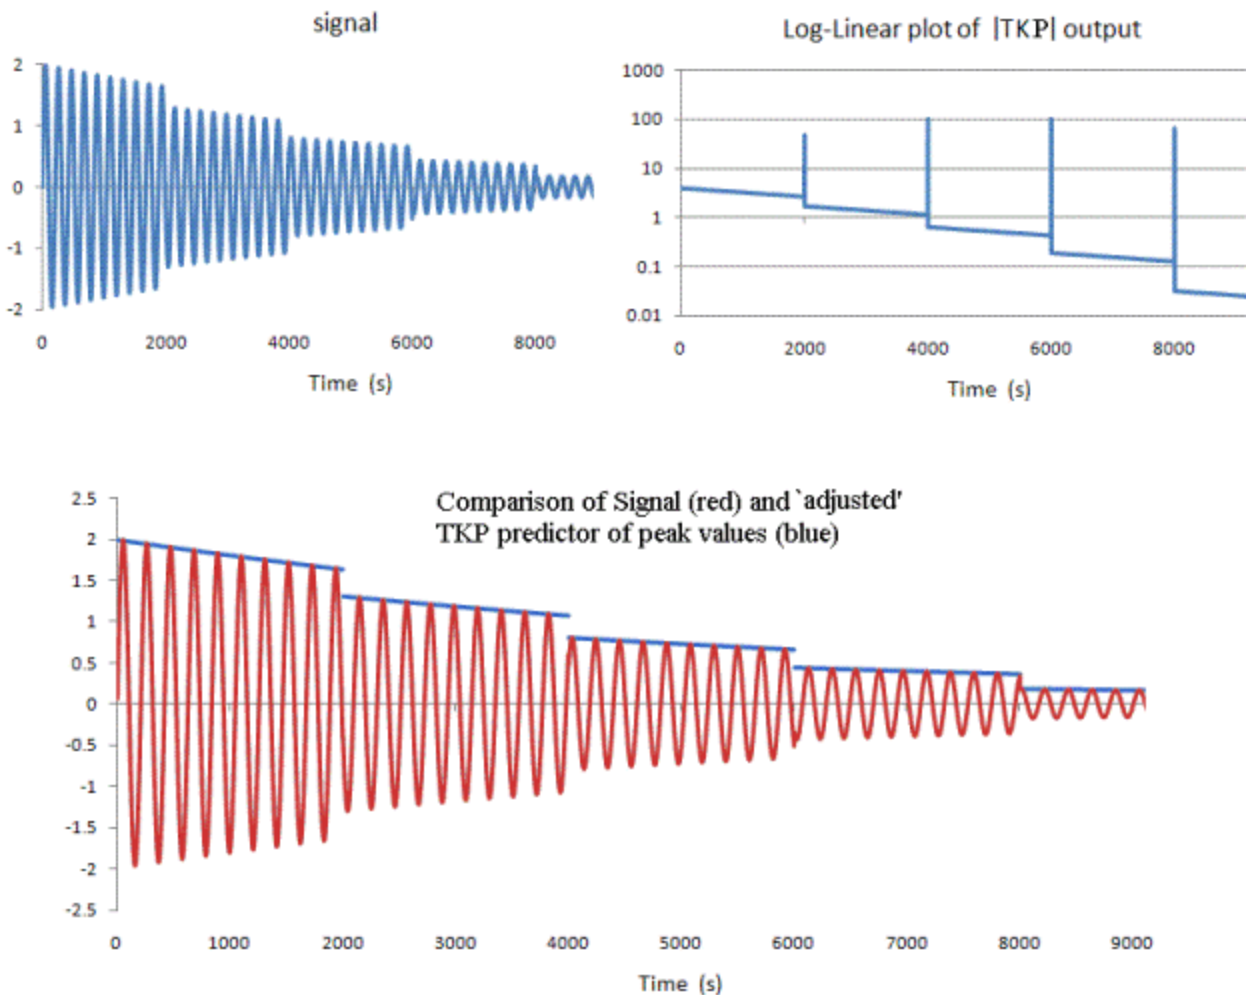 signal
2
1
0
-1
-2
0 2000 4000 6000 8000
Time (s)
Log-Linear plot of |TKP| output
1000
100
10
1
0.1
0.01
0 2000 4000 6000 8000
Time (s)
Comparison of Signal (red) and `adjusted'
TKP predictor of peak values (blue)
2.5
2
1.5
1
0.5
0
-0.5
-1
-1.5
-2
-2.5
0 1000 2000 3000 4000 5000 6000 7000 8000 9000
Time (s)